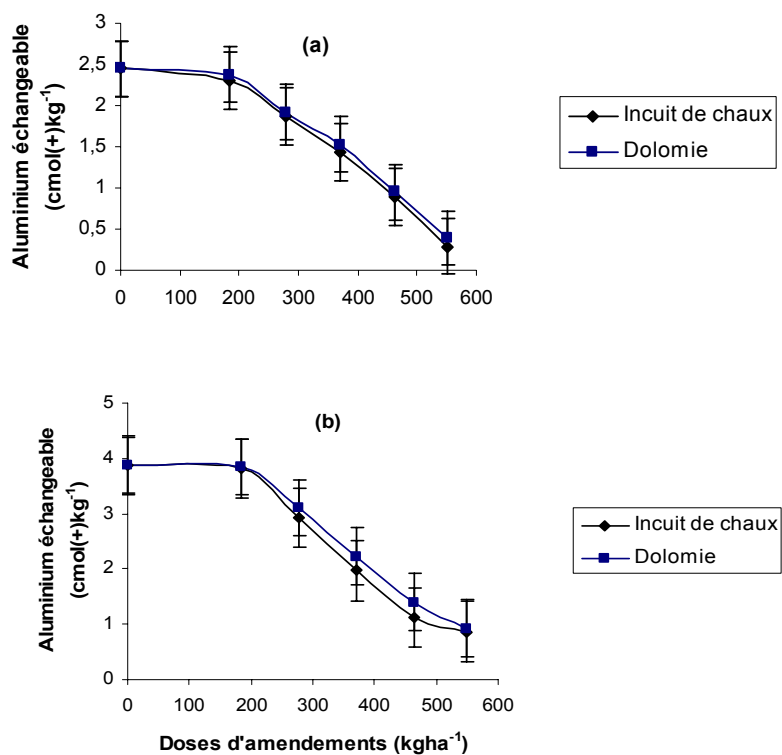 (a)
Aluminium échangeable
(cmol(+)kg⁻¹)
3
2,5
2
1,5
1
0,5
0
0 100 200 300 400 500 600
Incuit de chaux
Dolomie
(b)
Aluminium échangeable
(cmol(+)kg⁻¹)
5
4
3
2
1
0
0 100 200 300 400 500 600
Doses d'amendements (kgha⁻¹)
Incuit de chaux
Dolomie